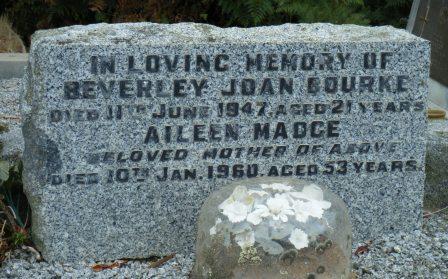 IN LOVING MEMORY OF
BEVERLEY JOAN BOURKE
DIED 11TH JUNE 1947, AGED 21 YEARS
AILEEN MADGE
BELOVED MOTHER OF ABOVE
DIED 10TH JAN. 1960. AGED 53 YEARS.